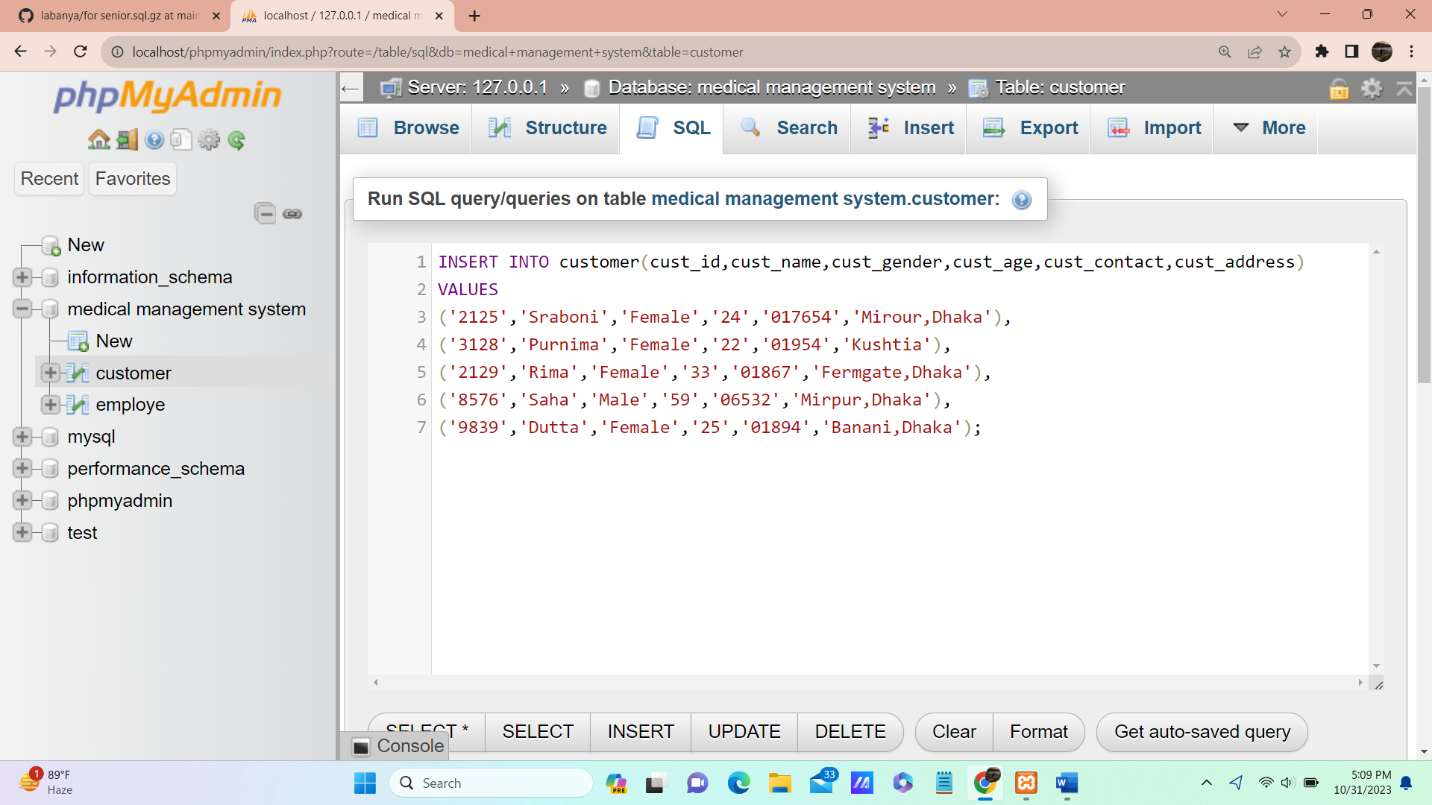 labanya/for senior.sql.gz at main
localhost / 127.0.0.1 / medical m
localhost/phpmyadmin/index.php?route=/table/sql&db=medical+management+system&table=customer
phpMyAdmin
Recent
Favorites
New
information_schema
medical management system
New
customer
employe
mysql
performance_schema
phpmyadmin
test
Server: 127.0.0.1 » Database: medical management system » Table: customer
Browse Structure SQL Search Insert Export Import More
Run SQL query/queries on table medical management system.customer:
1 INSERT INTO customer(cust_id,cust_name,cust_gender,cust_age,cust_contact,cust_address)
2 VALUES
3 ('2125','Sraboni','Female','24','017654','Mirour,Dhaka'),
4 ('3128','Purnima','Female','22','01954','Kushtia'),
5 ('2129','Rima','Female','33','01867','Fermgate,Dhaka'),
6 ('8576','Saha','Male','59','06532','Mirpur,Dhaka'),
7 ('9839','Dutta','Female','25','01894','Banani,Dhaka');
SELECT * SELECT INSERT UPDATE DELETE Clear Format Get auto-saved query
Console
1
89°F
Haze
Search
PRE
33
5:09 PM
10/31/2023